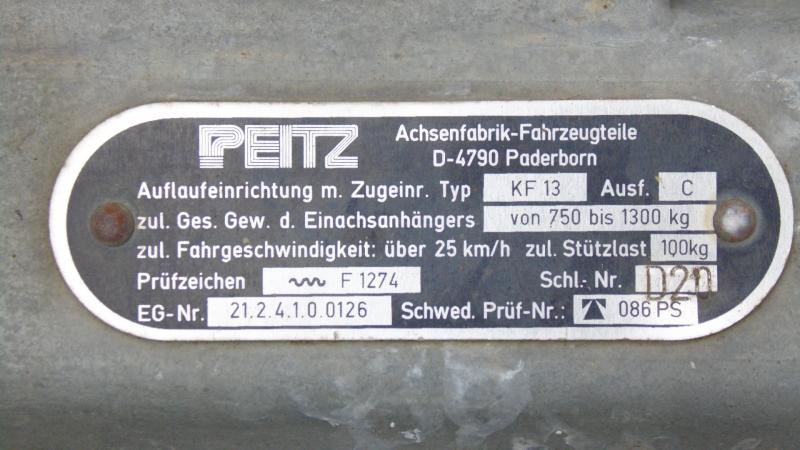 PEITZ Achsenfabrik-Fahrzeugteile
D-4790 Paderborn
Auflaufeinrichtung m. Zugeinr. Typ KF 13 Ausf. C
zul. Ges. Gew. d. Einachsanhängers von 750 bis 1300 kg
zul. Fahrgeschwindigkeit: über 25 km/h zul. Stützlast 100kg
Prüfzeichen F 1274 Schl.-Nr. D20
EG-Nr. 21.2.4.1.0.0126 Schwed. Prüf-Nr.: 086 PS